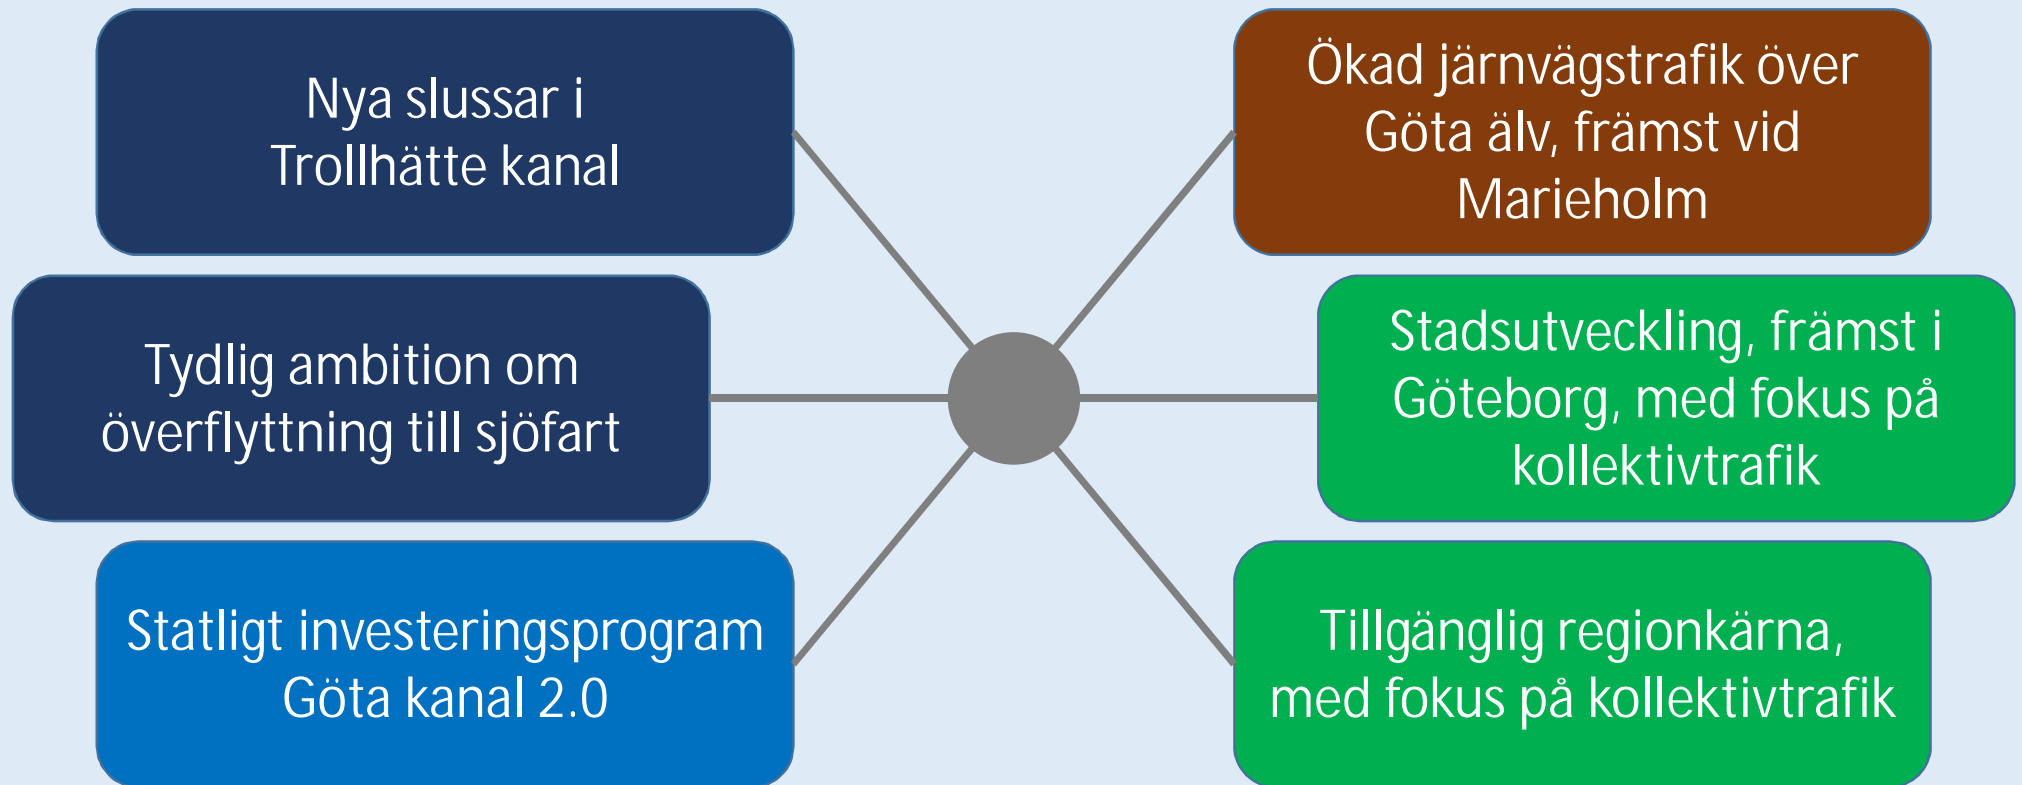 Nya slussar i
Trollhätte kanal
Tydlig ambition om
överflyttning till sjöfart
Statligt investeringsprogram
Göta kanal 2.0
Ökad järnvägstrafik över
Göta älv, främst vid
Marieholm
Stadsutveckling, främst i
Göteborg, med fokus på
kollektivtrafik
Tillgänglig regionkärna,
med fokus på kollektivtrafik